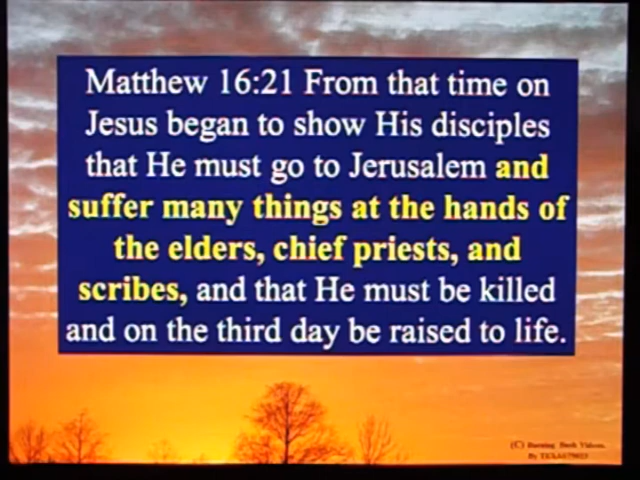 Matthew 16:21 From that time on
Jesus began to show His disciples
that He must go to Jerusalem and
suffer many things at the hands of
the elders, chief priests, and
scribes, and that He must be killed
and on the third day be raised to life.
(C)
By